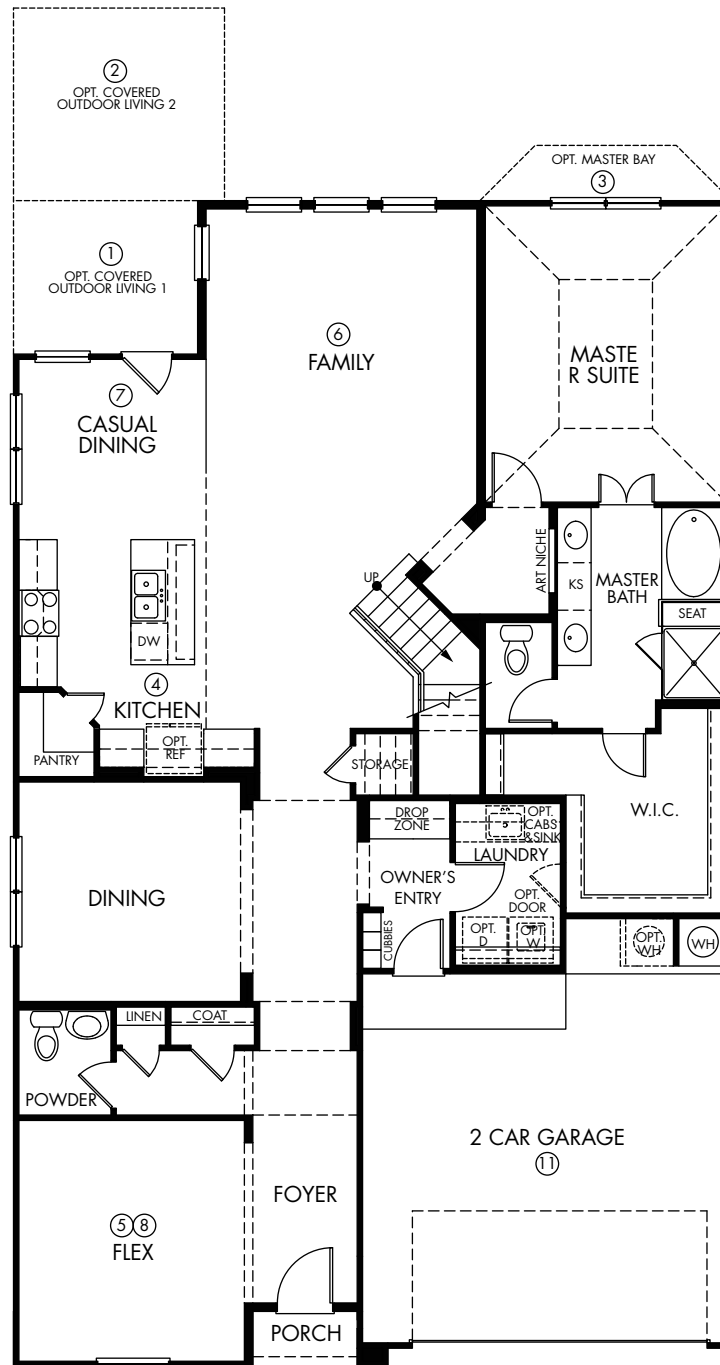 2
OPT. COVERED
OUTDOOR LIVING 2
OPT. MASTER BAY
3
1
OPT. COVERED
OUTDOOR LIVING 1
6
FAMILY
MASTE
R SUITE
7
CASUAL
DINING
UP
ART NICHE
KS
MASTER
BATH
SEAT
DW
4
KITCHEN
OPT.
REF
PANTRY
STORAGE
W.I.C.
DROP
ZONE
OPT.
CABS
&SINK
LAUNDRY
DINING
OWNER'S
ENTRY
OPT.
DOOR
CUBBIES
OPT.
D
OPT.
W
OPT.
WH
WH
LINEN
COAT
POWDER
2 CAR GARAGE
11
FOYER
5 8
FLEX
PORCH